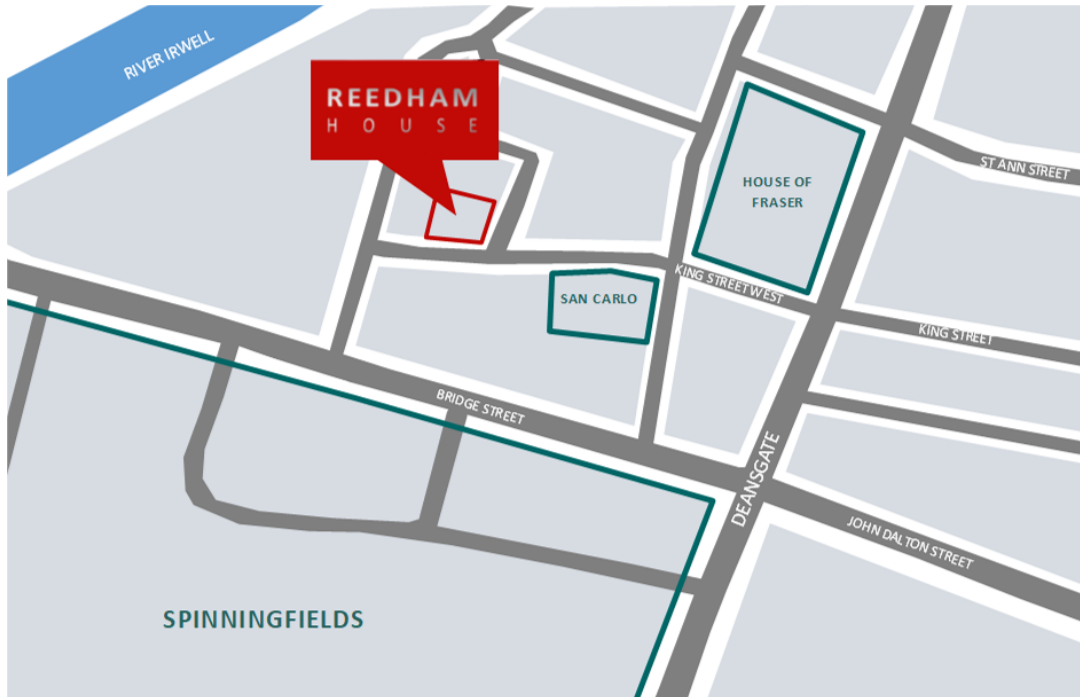 RIVER IRWELL
REEDHAM
HOUSE
ST ANN STREET
HOUSE OF
FRASER
KING STREET WEST
SAN CARLO
KING STREET
BRIDGE STREET
DEANSGATE
JOHN DALTON STREET
SPINNINGFIELDS